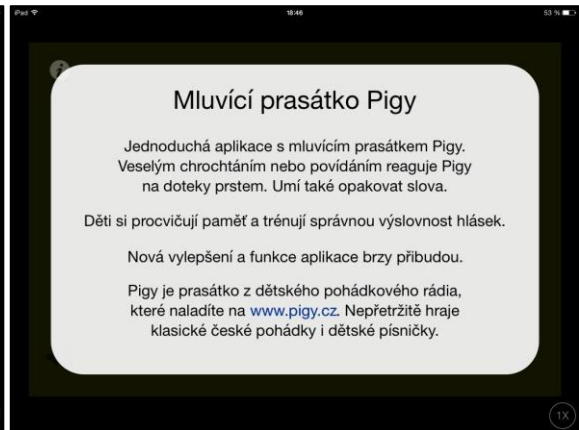 iPad 18:46 53 %
Mluvící prasátko Pigy
Jednoduchá aplikace s mluvícím prasátkem Pigy.
Veselým chrochtáním nebo povídáním reaguje Pigy
na doteky prstem. Umí také opakovat slova.
Děti si procvičují paměť a trénují správnou výslovnost hlásek.
Nová vylepšení a funkce aplikace brzy přibudou.
Pigy je prasátko z dětského pohádkového rádia,
které naladíte na www.pigy.cz. Nepřetržitě hraje
klasické české pohádky i dětské písničky.
1X